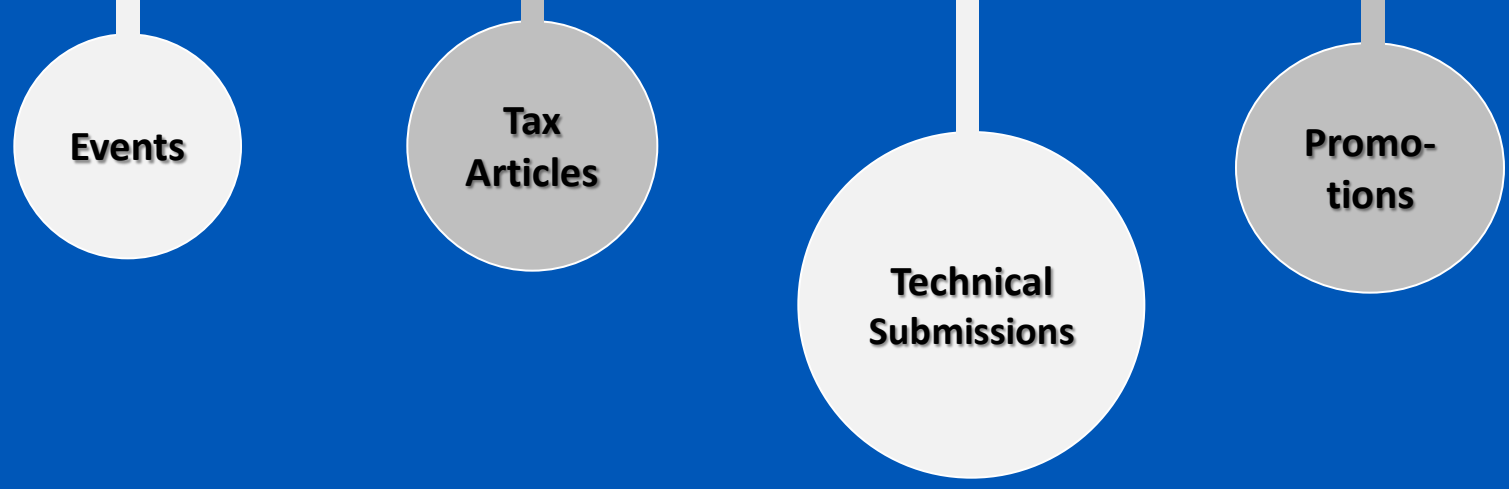 Events
Tax
Articles
Technical
Submissions
Promo-
tions